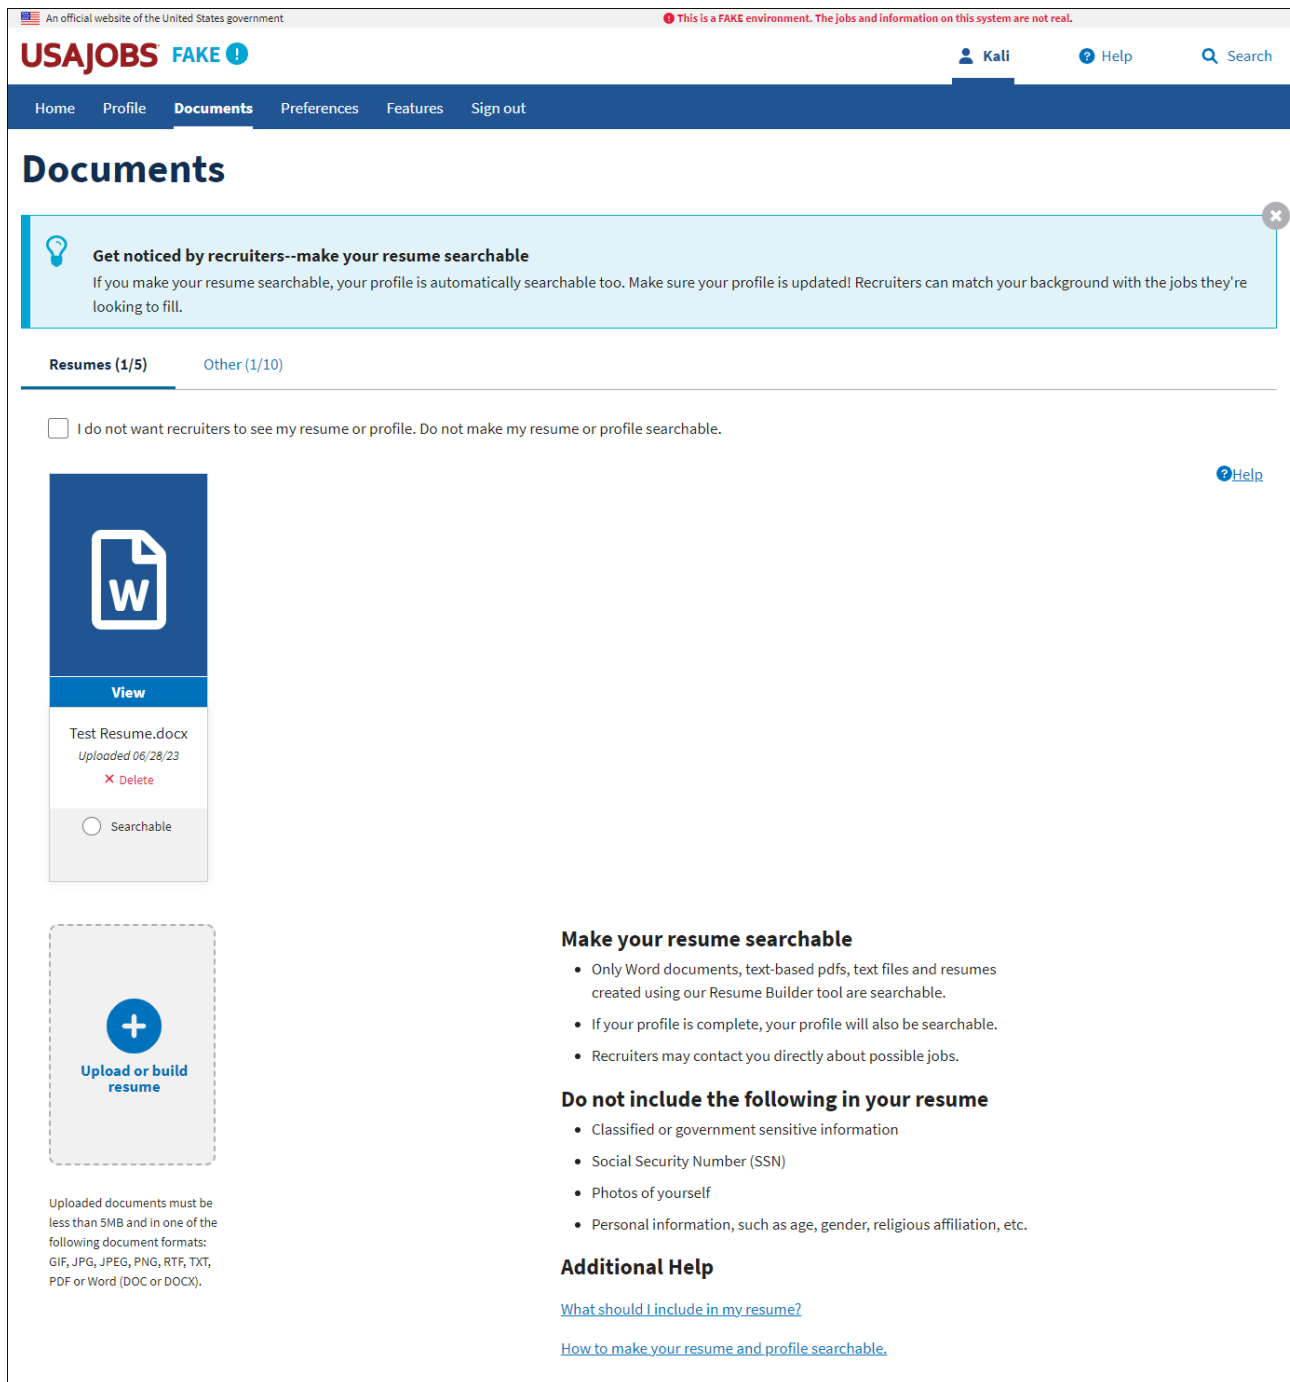 An official website of the United States government
This is a FAKE environment. The jobs and information on this system are not real.
USAJOBS FAKE
Kali
Help
Search
Home Profile Documents Preferences Features Sign out
Documents
Get noticed by recruiters--make your resume searchable
If you make your resume searchable, your profile is automatically searchable too. Make sure your profile is updated! Recruiters can match your background with the jobs they're
looking to fill.
Resumes (1/5)
Other (1/10)
I do not want recruiters to see my resume or profile. Do not make my resume or profile searchable.
Help
W
View
Test Resume.docx
Uploaded 06/28/23
Delete
Searchable
Upload or build
resume
Uploaded documents must be
less than 5MB and in one of the
following document formats:
GIF, JPG, JPEG, PNG, RTF, TXT,
PDF or Word (DOC or DOCX).
Make your resume searchable
• Only Word documents, text-based pdfs, text files and resumes
created using our Resume Builder tool are searchable.
• If your profile is complete, your profile will also be searchable.
• Recruiters may contact you directly about possible jobs.
Do not include the following in your resume
• Classified or government sensitive information
• Social Security Number (SSN)
• Photos of yourself
• Personal information, such as age, gender, religious affiliation, etc.
Additional Help
What should I include in my resume?
How to make your resume and profile searchable.